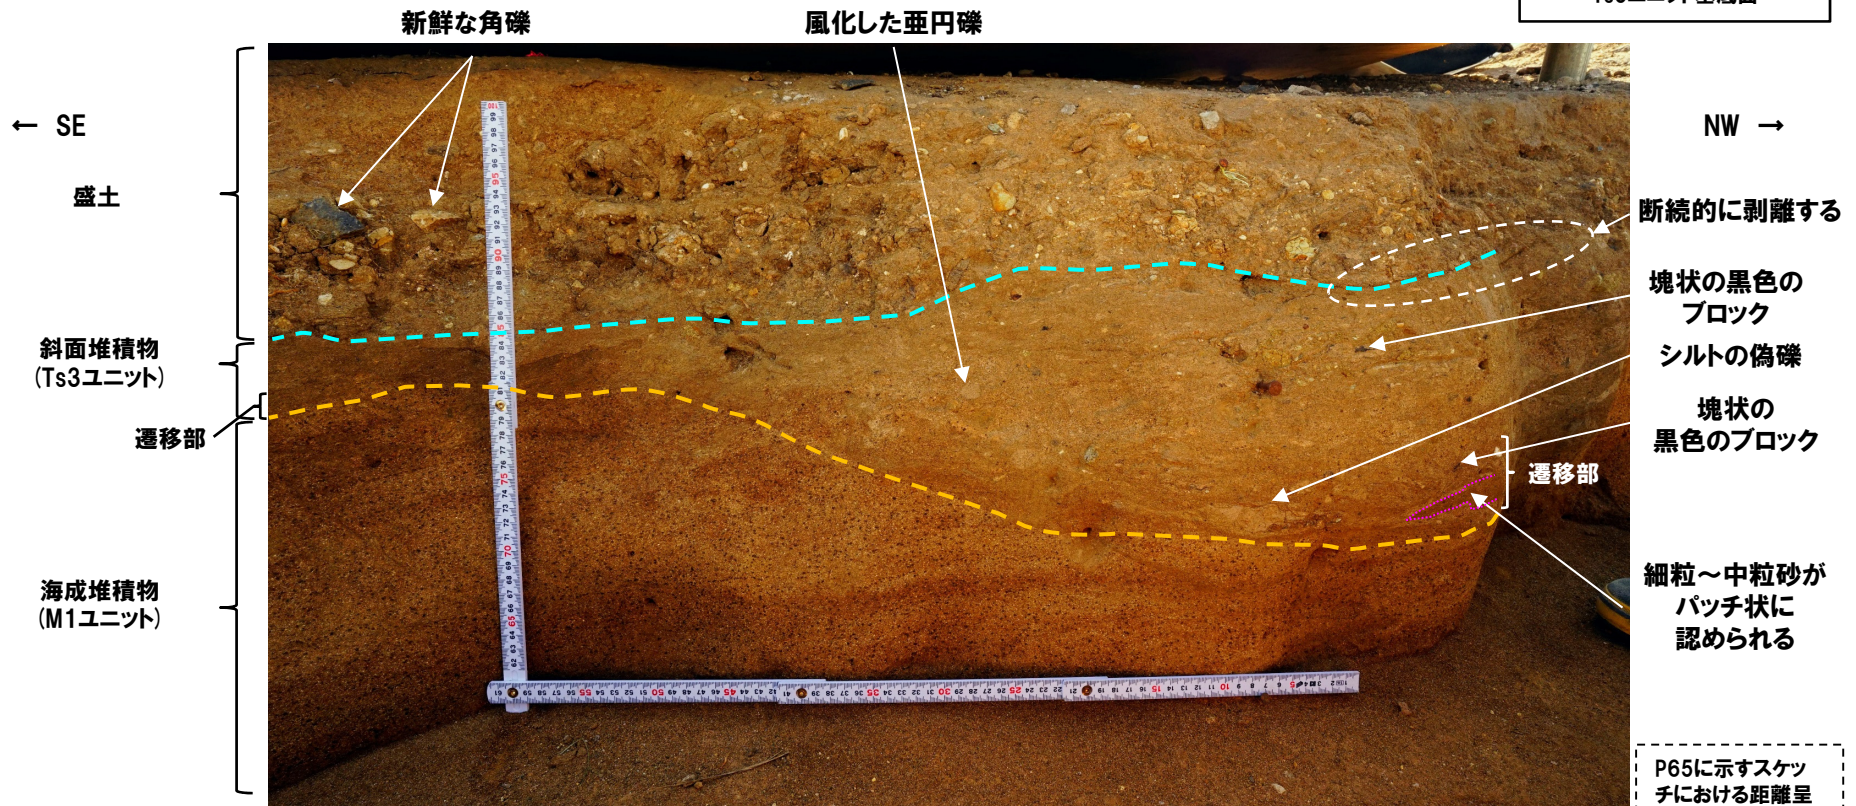 新鮮な角礫
風化した亜円礫
← SE
NW →
盛土
断続的に剥離する
塊状の黒色の
ブロック
斜面堆積物
(Ts3ユニット)
シルトの偽礫
遷移部
塊状の
黒色のブロック
遷移部
海成堆積物
(M1ユニット)
細粒～中粒砂が
パッチ状に
認められる
P65に示すスケッ
チにおける距離呈